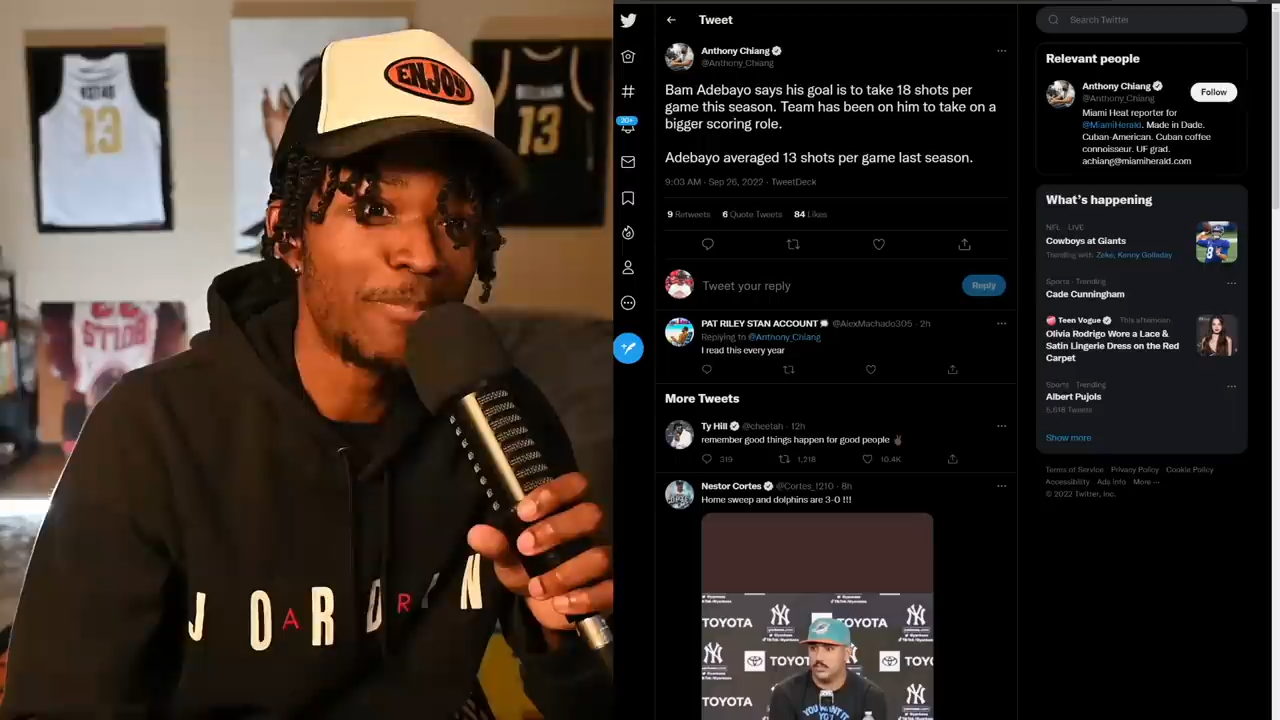 ENJOY
13
13
JORDAN
A R
Tweet
Search Twitter
Anthony Chiang
@Anthony_Chiang
Bam Adebayo says his goal is to take 18 shots per
game this season. Team has been on him to take on a
bigger scoring role.
Adebayo averaged 13 shots per game last season.
9:03 AM · Sep 26, 2022 · TweetDeck
9 Retweets 6 Quote Tweets 84 Likes
Tweet your reply
Reply
20+
PAT RILEY STAN ACCOUNT @AlexMachado305 · 2h
Replying to @Anthony_Chiang
I read this every year
More Tweets
Ty Hill @cheetah · 12h
remember good things happen for good people
319 1,218 10.4K
Nestor Cortes @Cortes_1210 · 8h
Home sweep and dolphins are 3-0 !!!
TOYOTA
TOYOTA
TOYOTA
TOYOT
TOYO
TOYOTA
Relevant people
Anthony Chiang
@Anthony_Chiang
Follow
Miami Heat reporter for
@MiamiHerald. Made in Dade.
Cuban-American. Cuban coffee
connoisseur. UF grad.
achiang@miamiherald.com
What's happening
NFL · LIVE
Cowboys at Giants
Trending with Zeke, Kenny Golladay
Sports · Trending
Cade Cunningham
Teen Vogue This afternoon
Olivia Rodrigo Wore a Lace &
Satin Lingerie Dress on the Red
Carpet
Sports · Trending
Albert Pujols
5,618 Tweets
Show more
Terms of Service Privacy Policy Cookie Policy
Accessibility Ads info More ···
© 2022 Twitter, Inc.